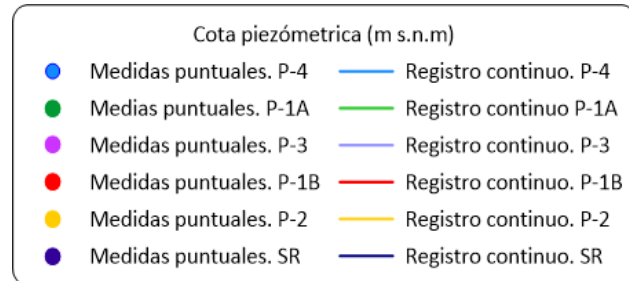 Cota piezómetrica (m s.n.m)
Medidas puntuales. P-4 Registro continuo. P-4
Medias puntuales. P-1A Registro continuo P-1A
Medidas puntuales. P-3 Registro continuo. P-3
Medidas puntuales. P-1B Registro continuo. P-1B
Medidas puntuales. P-2 Registro continuo. P-2
Medidas puntuales. SR Registro continuo. SR